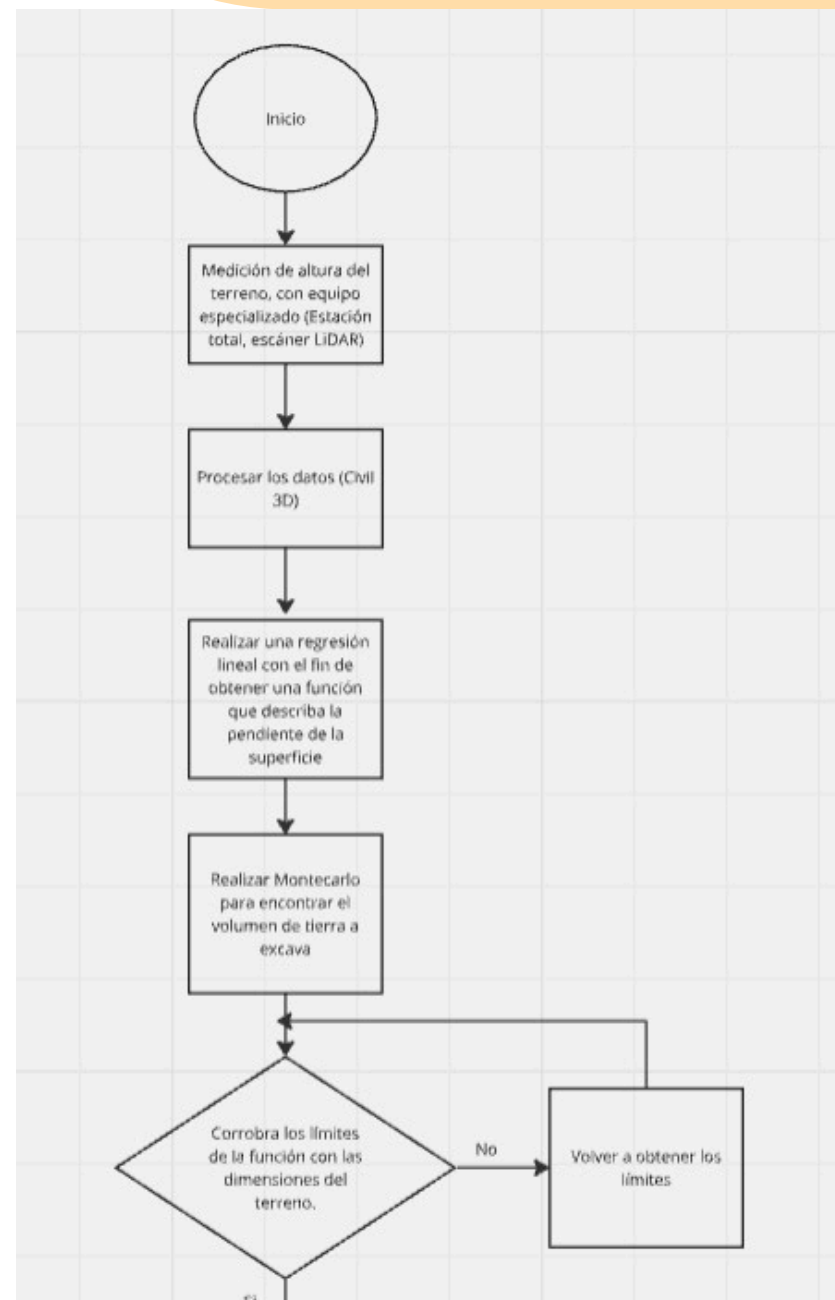 Inicio
Medición de altura del
terreno, con equipo
especializado (Estación
total, escáner LiDAR)
Procesar los datos (Civil
3D)
Realizar una regresión
lineal con el fin de
obtener una función
que describa la
pendiente de la
superficie
Realizar Montecarlo
para encontrar el
volumen de tierra a
excava
Corrobra los límites
de la función con las
dimensiones del
terreno.
No
Volver a obtener los
límites